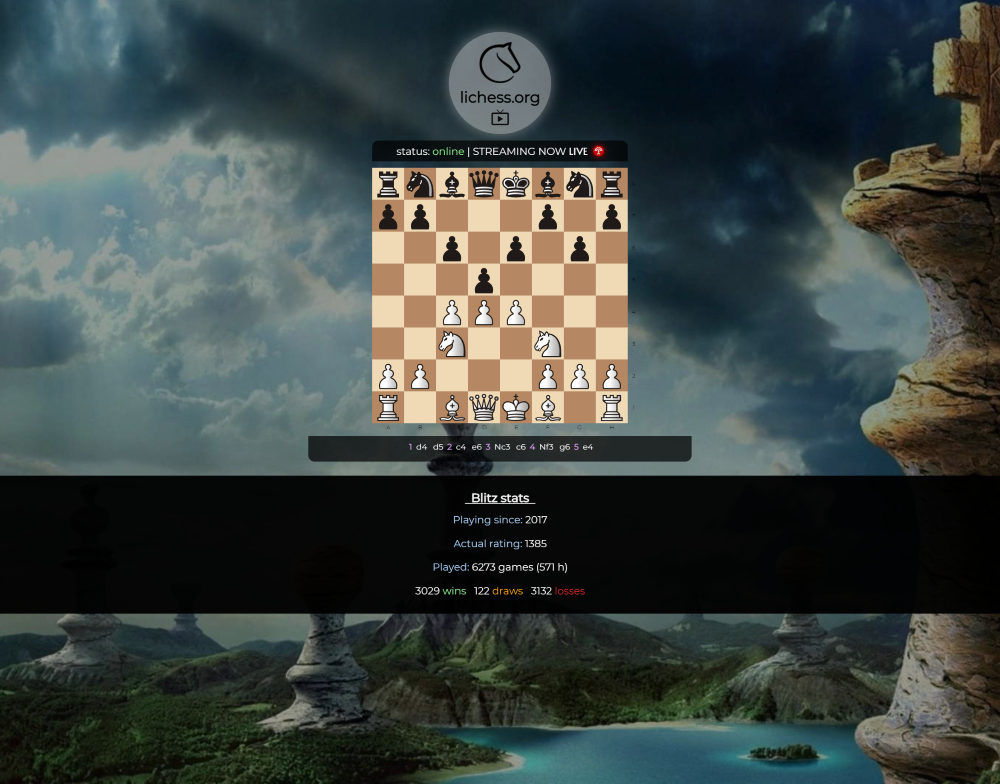 lichess.org
status: online | STREAMING NOW LIVE
1 d4 d5 2 c4 e6 3 Nc3 c6 4 Nf3 g6 5 e4
Blitz stats
Playing since: 2017
Actual rating: 1385
Played: 6273 games (571 h)
3029 wins 122 draws 3132 losses